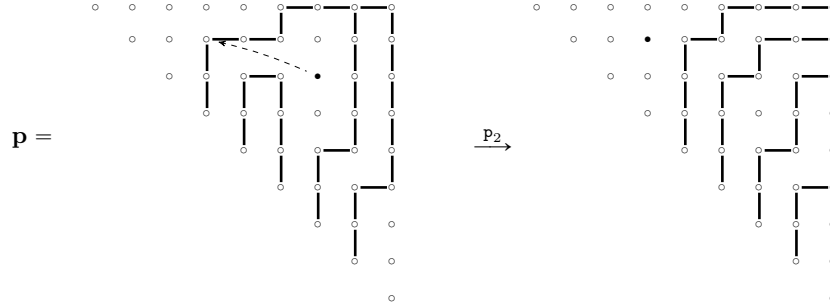 p =
p₂
⟶